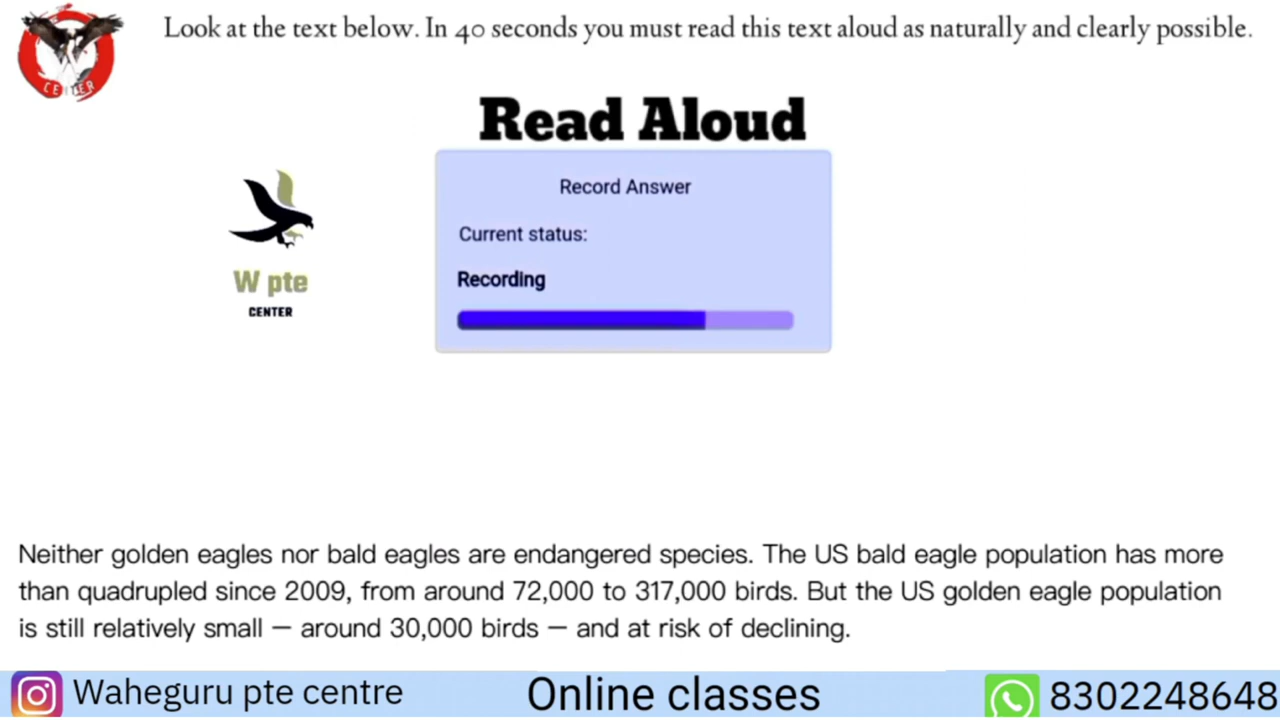 Look at the text below. In 40 seconds you must read this text aloud as naturally and clearly possible.
CENTER
Read Aloud
Record Answer
Current status:
Recording
W pte
CENTER
Neither golden eagles nor bald eagles are endangered species. The US bald eagle population has more
than quadrupled since 2009, from around 72,000 to 317,000 birds. But the US golden eagle population
is still relatively small — around 30,000 birds — and at risk of declining.
Waheguru pte centre
Online classes
8302248648